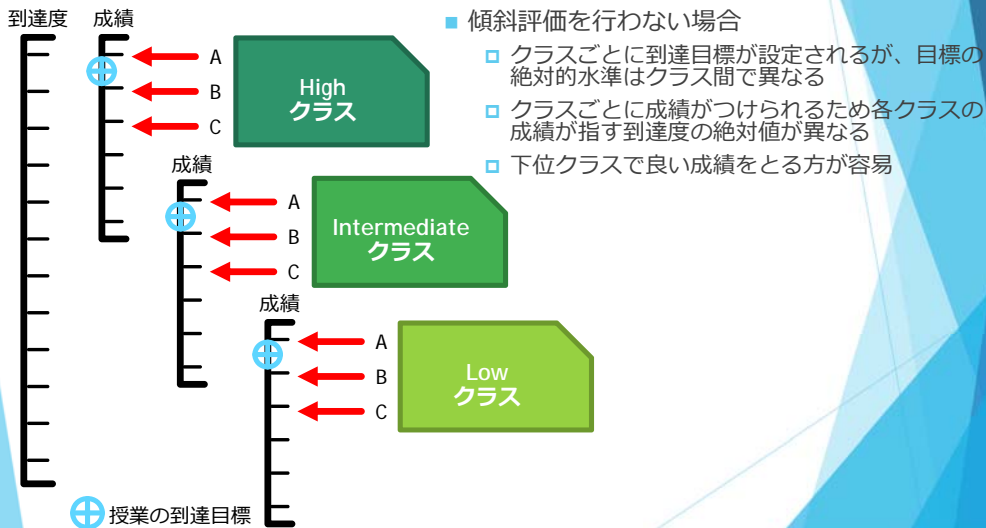 到達度
成績
A
B
C
High
クラス
成績
A
B
C
Intermediate
クラス
成績
A
B
C
Low
クラス
授業の到達目標
傾斜評価を行わない場合
クラスごとに到達目標が設定されるが、目標の
絶対的水準はクラス間で異なる
クラスごとに成績がつけられるため各クラスの
成績が指す到達度の絶対値が異なる
下位クラスで良い成績をとる方が容易